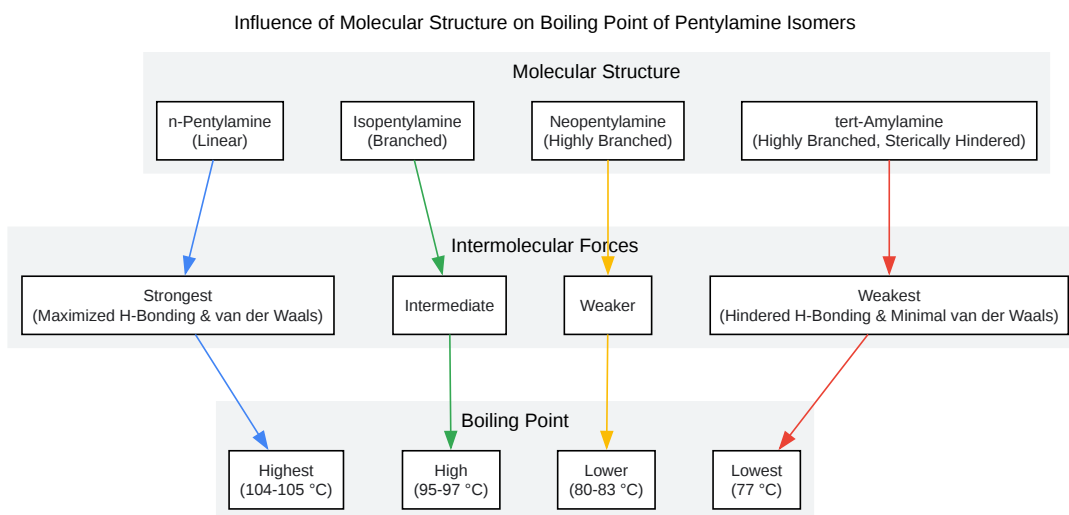 Influence of Molecular Structure on Boiling Point of Pentylamine Isomers
Molecular Structure
n-Pentylamine
(Linear)
Isopentylamine
(Branched)
Neopentylamine
(Highly Branched)
tert-Amylamine
(Highly Branched, Sterically Hindered)
Intermolecular Forces
Strongest
(Maximized H-Bonding & van der Waals)
Intermediate
Weaker
Weakest
(Hindered H-Bonding & Minimal van der Waals)
Boiling Point
Highest
(104-105 °C)
High
(95-97 °C)
Lower
(80-83 °C)
Lowest
(77 °C)